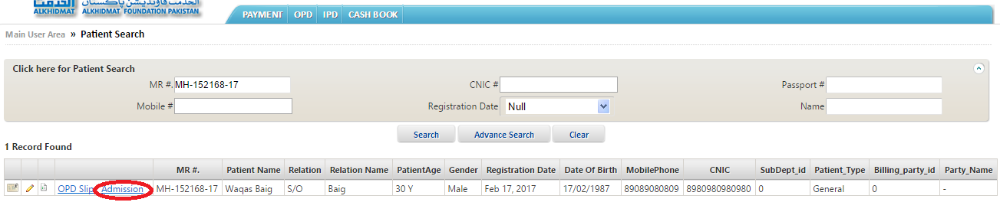 الخدمت الخدمت فاؤنڈیشن پاکستان
ALKHIDMAT ALKHIDMAT FOUNDATION PAKISTAN
PAYMENT OPD IPD CASH BOOK
Main User Area » Patient Search
Click here for Patient Search
MR #. MH-152168-17 CNIC # Passport #
Mobile # Registration Date Null Name
Search Advance Search Clear
1 Record Found
MR #. Patient Name Relation Relation Name PatientAge Gender Registration Date Date Of Birth MobilePhone CNIC SubDept_id Patient_Type Billing_party_id Party_Name
OPD Slip Admission MH-152168-17 Waqas Baig S/O Baig 30 Y Male Feb 17, 2017 17/02/1987 89089080809 8980980980980 0 General 0 -